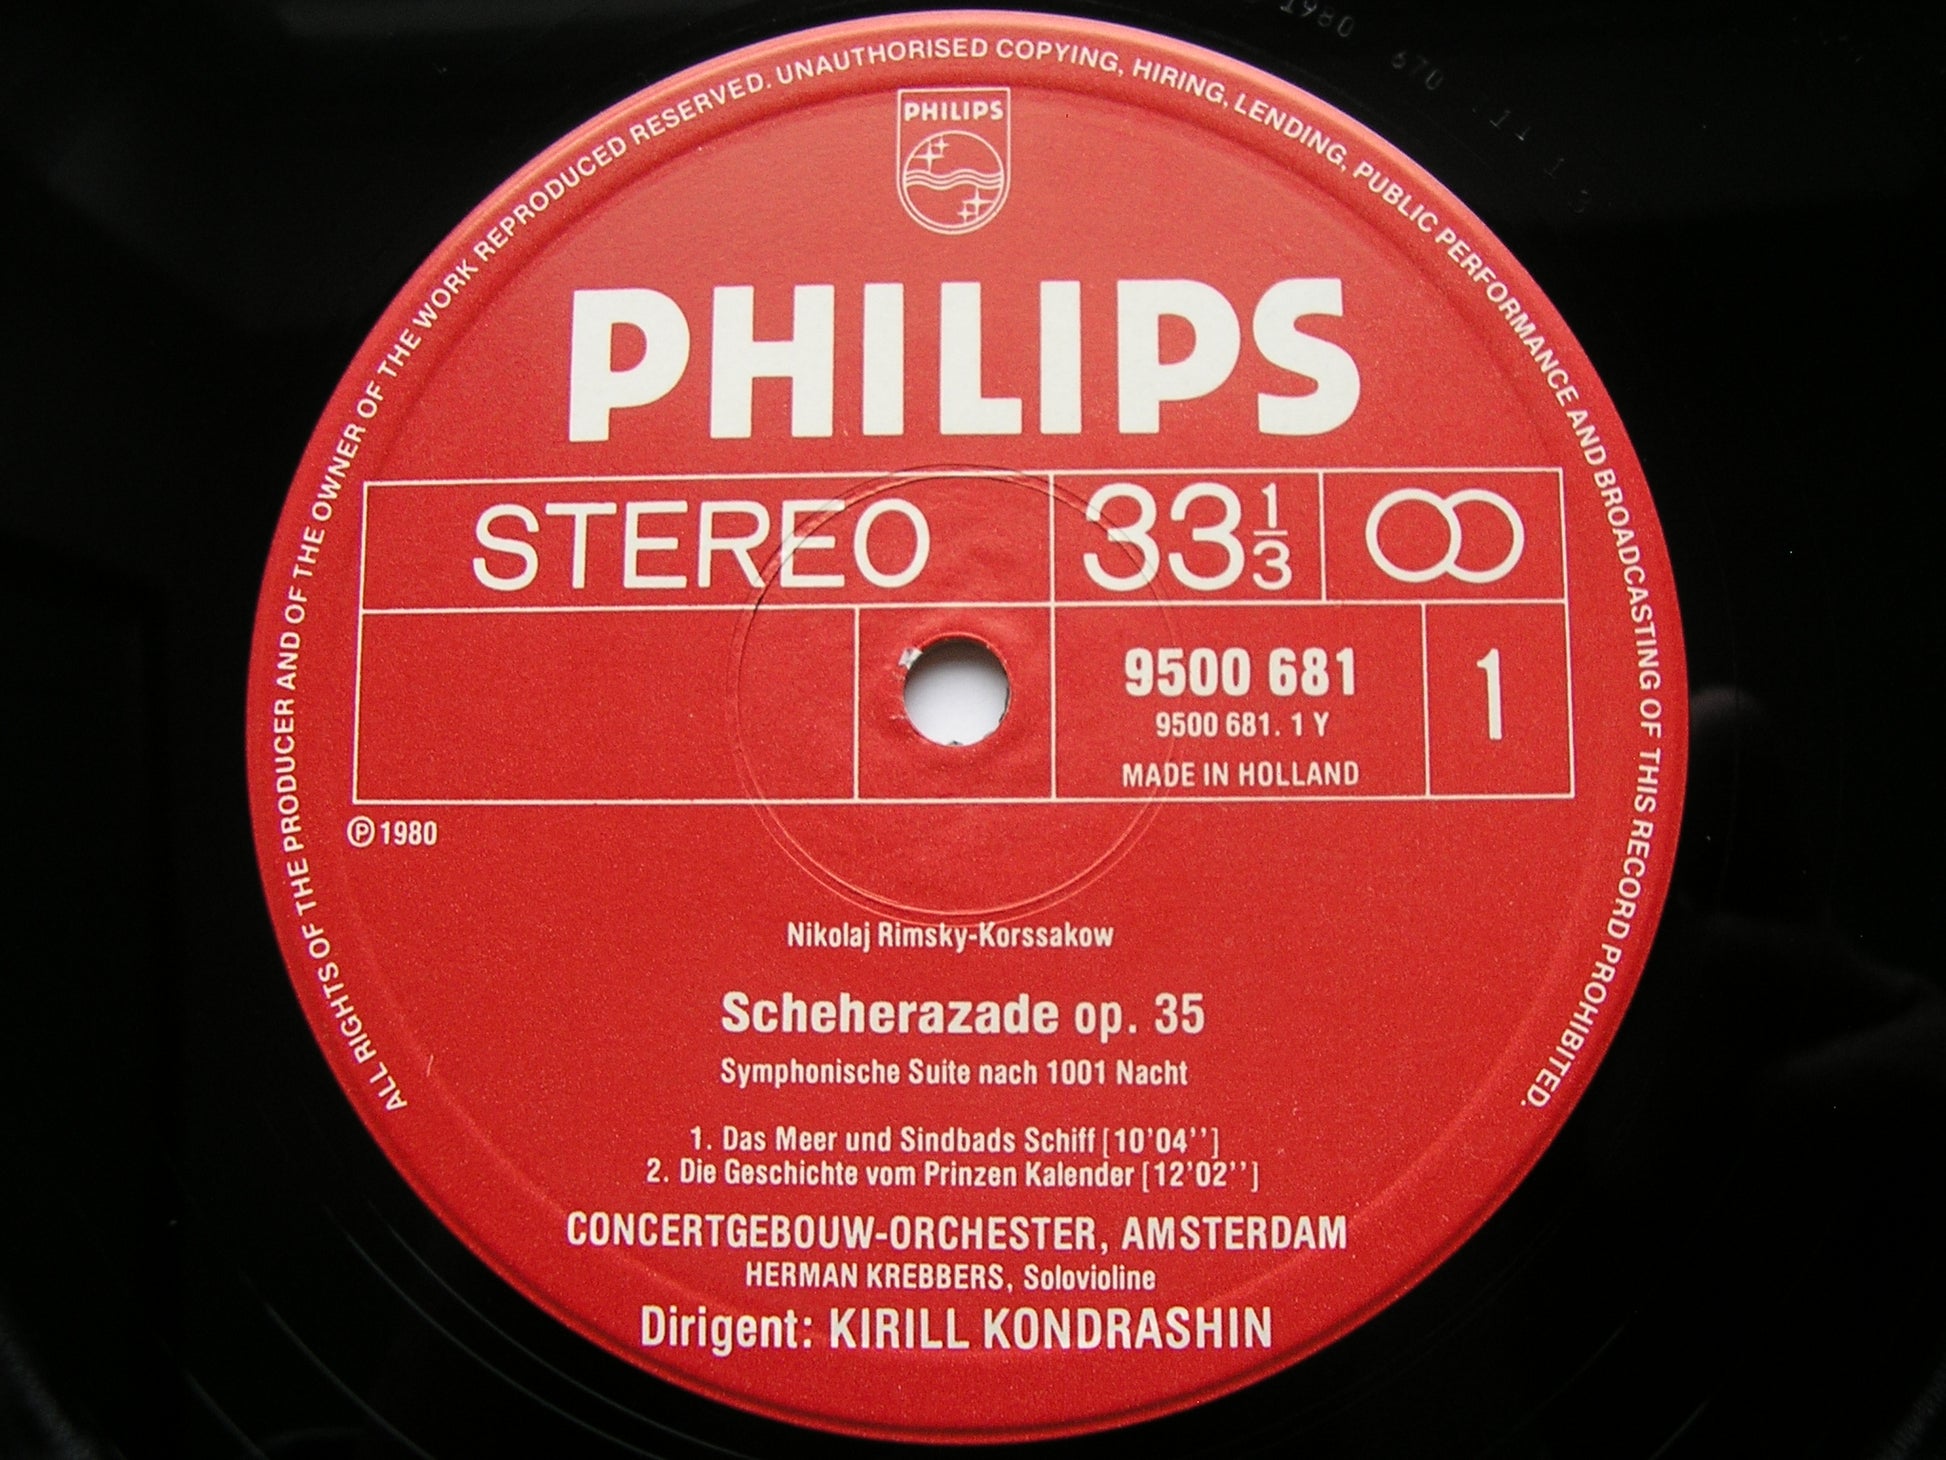 ALL RIGHTS OF THE PRODUCER AND OF THE OWNER OF THE WORK REPRODUCED RESERVED. UNAUTHORISED COPYING, HIRING, LENDING, PUBLIC PERFORMANCE AND BROADCASTING OF THIS RECORD PROHIBITED.
PHILIPS
PHILIPS
STEREO 33 1/3
9500 681 1
9500 681. 1 Y
MADE IN HOLLAND
Ⓟ 1980
Nikolaj Rimsky-Korssakow
Scheherazade op. 35
Symphonische Suite nach 1001 Nacht
1. Das Meer und Sindbads Schiff [10'04'']
2. Die Geschichte vom Prinzen Kalender [12'02'']
CONCERTGEBOUW-ORCHESTER, AMSTERDAM
HERMAN KREBBERS, Solovioline
Dirigent: KIRILL KONDRASHIN
1980 670